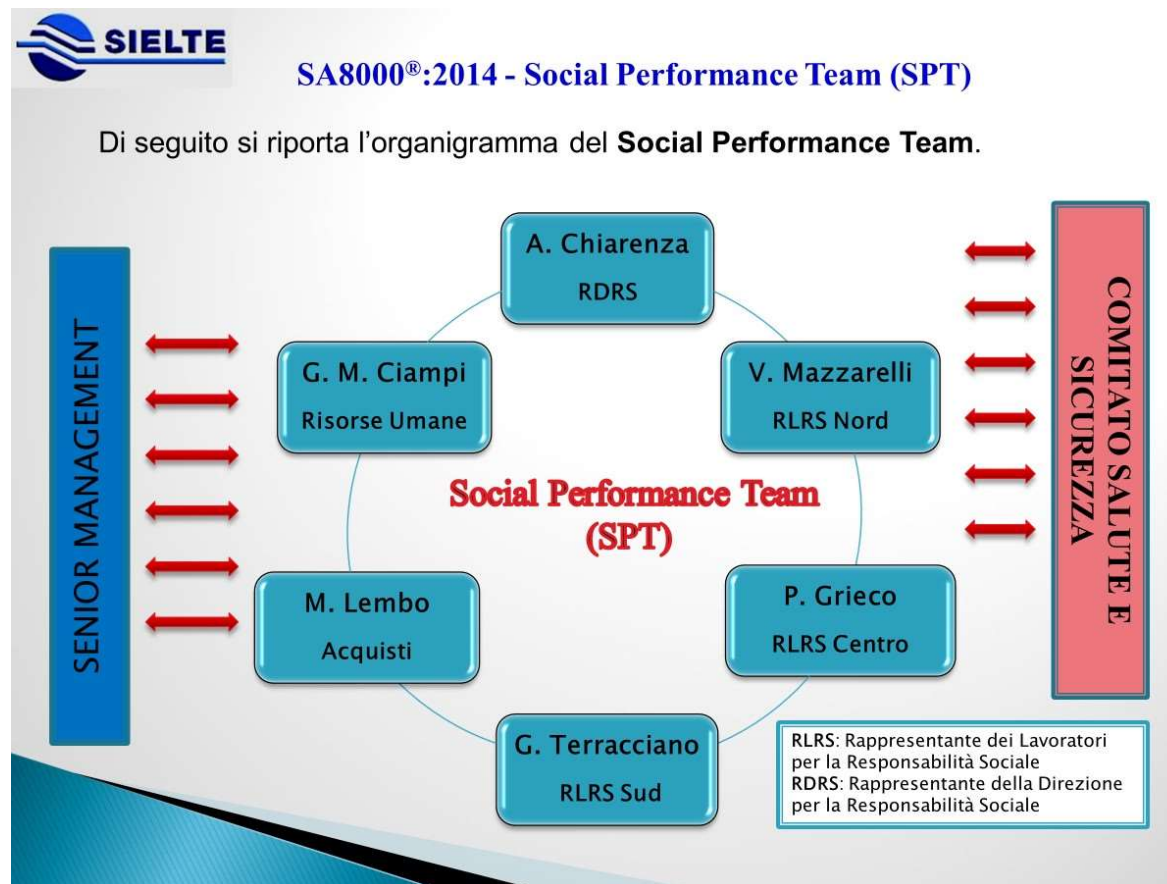 SIELTE
SA8000®:2014 - Social Performance Team (SPT)
Di seguito si riporta l’organigramma del Social Performance Team.
A. Chiarenza
RDRS
G. M. Ciampi
Risorse Umane
V. Mazzarelli
RLRS Nord
Social Performance Team
(SPT)
M. Lembo
Acquisti
P. Grieco
RLRS Centro
G. Terracciano
RLRS Sud
SENIOR MANAGEMENT
COMITATO SALUTE E
SICUREZZA
RLRS: Rappresentante dei Lavoratori
per la Responsabilità Sociale
RDRS: Rappresentante della Direzione
per la Responsabilità Sociale